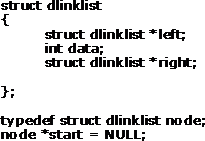 struct dlinklist
{
struct dlinklist *left;
int data;
struct dlinklist *right;
};
typedef struct dlinklist node;
node *start = NULL;